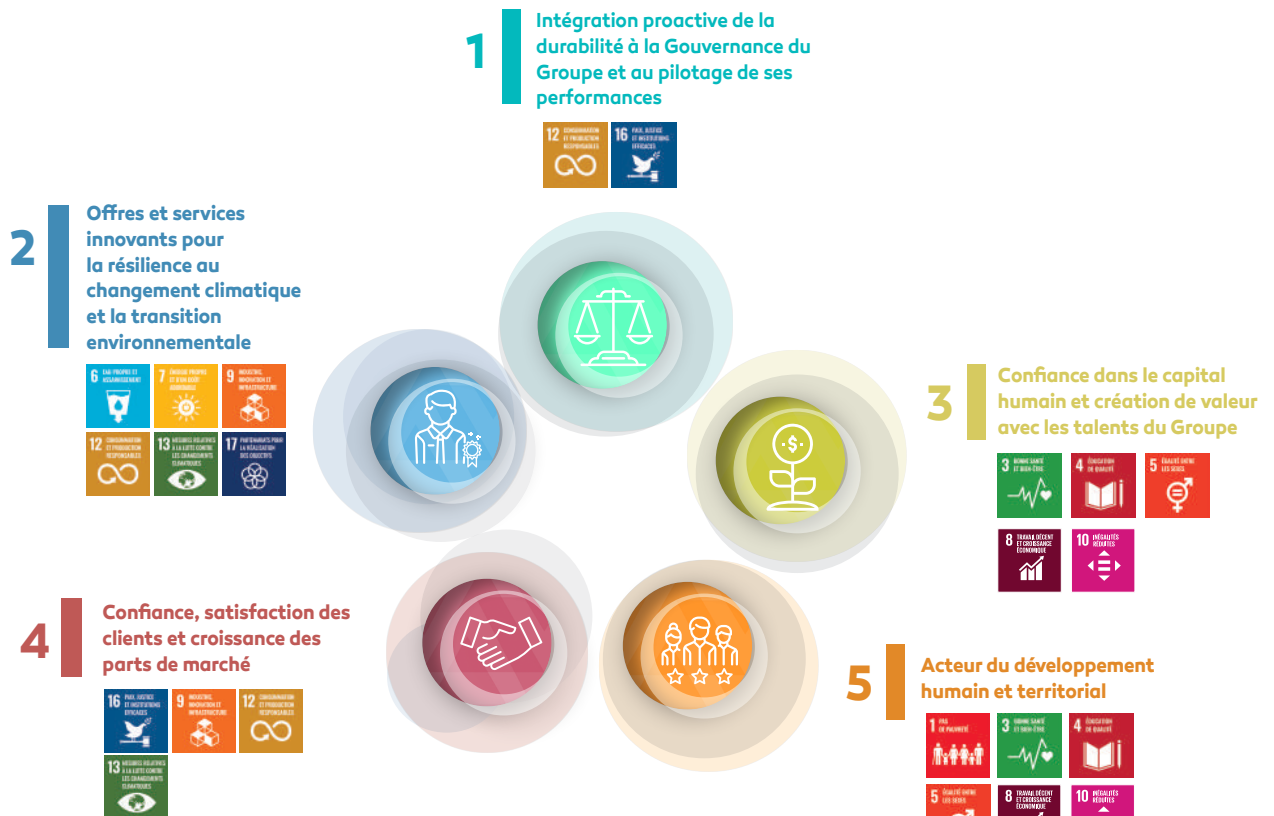 1
Intégration proactive de la
durabilité à la Gouvernance du
Groupe et au pilotage de ses
performances
12 CONSOMMATION
ET PRODUCTION
RESPONSABLES
16 PAIX, JUSTICE
ET INSTITUTIONS
EFFICACES
2
Offres et services
innovants pour
la résilience au
changement climatique
et la transition
environnementale
6 EAU PROPRE ET
ASSAINISSEMENT
7 ÉNERGIE PROPRE
ET D'UN COÛT
ABORDABLE
9 INDUSTRIE,
INNOVATION ET
INFRASTRUCTURE
12 CONSOMMATION
ET PRODUCTION
RESPONSABLES
13 MESURES RELATIVES
À LA LUTTE CONTRE
LES CHANGEMENTS
CLIMATIQUES
17 PARTENARIATS POUR
LA RÉALISATION
DES OBJECTIFS
3
Confiance dans le capital
humain et création de valeur
avec les talents du Groupe
3 BONNE SANTÉ
ET BIEN-ÊTRE
4 ÉDUCATION
DE QUALITÉ
5 ÉGALITÉ ENTRE
LES SEXES
8 TRAVAIL DÉCENT
ET CROISSANCE
ÉCONOMIQUE
10 INÉGALITÉS
RÉDUITES
$
4
Confiance, satisfaction des
clients et croissance des
parts de marché
16 PAIX, JUSTICE
ET INSTITUTIONS
EFFICACES
9 INDUSTRIE,
INNOVATION ET
INFRASTRUCTURE
12 CONSOMMATION
ET PRODUCTION
RESPONSABLES
13 MESURES RELATIVES
À LA LUTTE CONTRE
LES CHANGEMENTS
CLIMATIQUES
5
Acteur du développement
humain et territorial
1 PAS
DE PAUVRETÉ
3 BONNE SANTÉ
ET BIEN-ÊTRE
4 ÉDUCATION
DE QUALITÉ
5 ÉGALITÉ ENTRE
LES SEXES
8 TRAVAIL DÉCENT
ET CROISSANCE
ÉCONOMIQUE
10 INÉGALITÉS
RÉDUITES